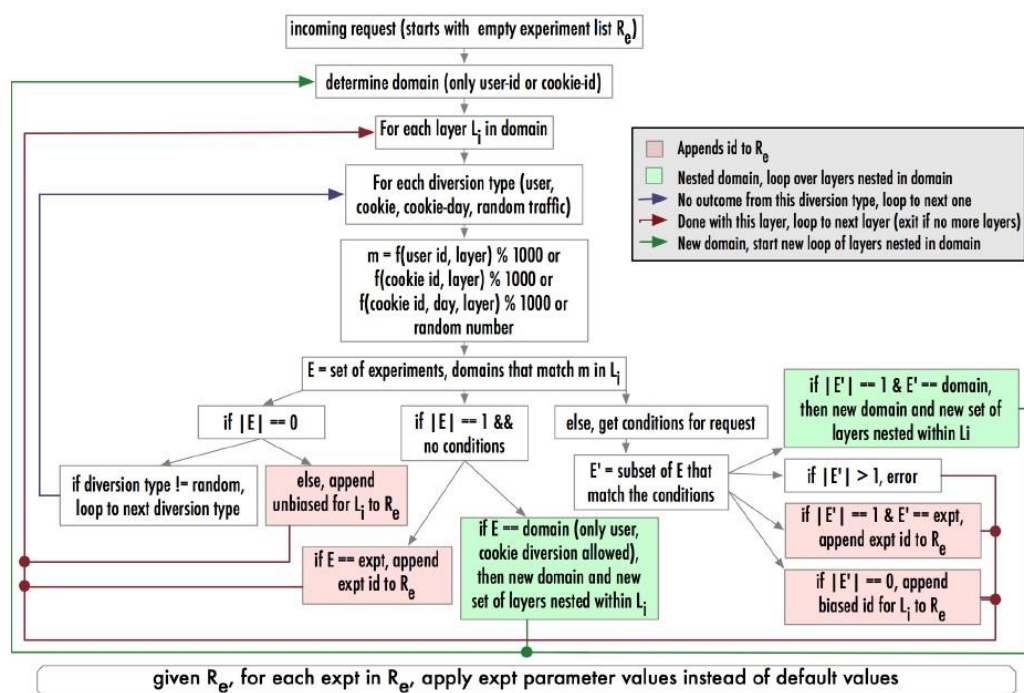 incoming request (starts with empty experiment list Re)
determine domain (only user-id or cookie-id)
For each layer Li in domain
For each diversion type (user,
cookie, cookie-day, random traffic)
m = f(user id, layer) % 1000 or
f(cookie id, layer) % 1000 or
f(cookie id, day, layer) % 1000 or
random number
E = set of experiments, domains that match m in Li
Appends id to Re
Nested domain, loop over layers nested in domain
No outcome from this diversion type, loop to next one
Done with this layer, loop to next layer (exit if no more layers)
New domain, start new loop of layers nested in domain
if |E| == 0
if |E| == 1 &&
no conditions
else, get conditions for request
if |E'| == 1 & E' == domain,
then new domain and new set of
layers nested within Li
if diversion type != random,
loop to next diversion type
else, append
unbiased for Li to Re
E' = subset of E that
match the conditions
if |E'| > 1, error
if E == expt, append
expt id to Re
if E == domain (only user,
cookie diversion allowed),
then new domain and new
set of layers nested within Li
if |E'| == 1 & E' == expt,
append expt id to Re
if |E'| == 0, append
biased id for Li to Re
given Re, for each expt in Re, apply expt parameter values instead of default values